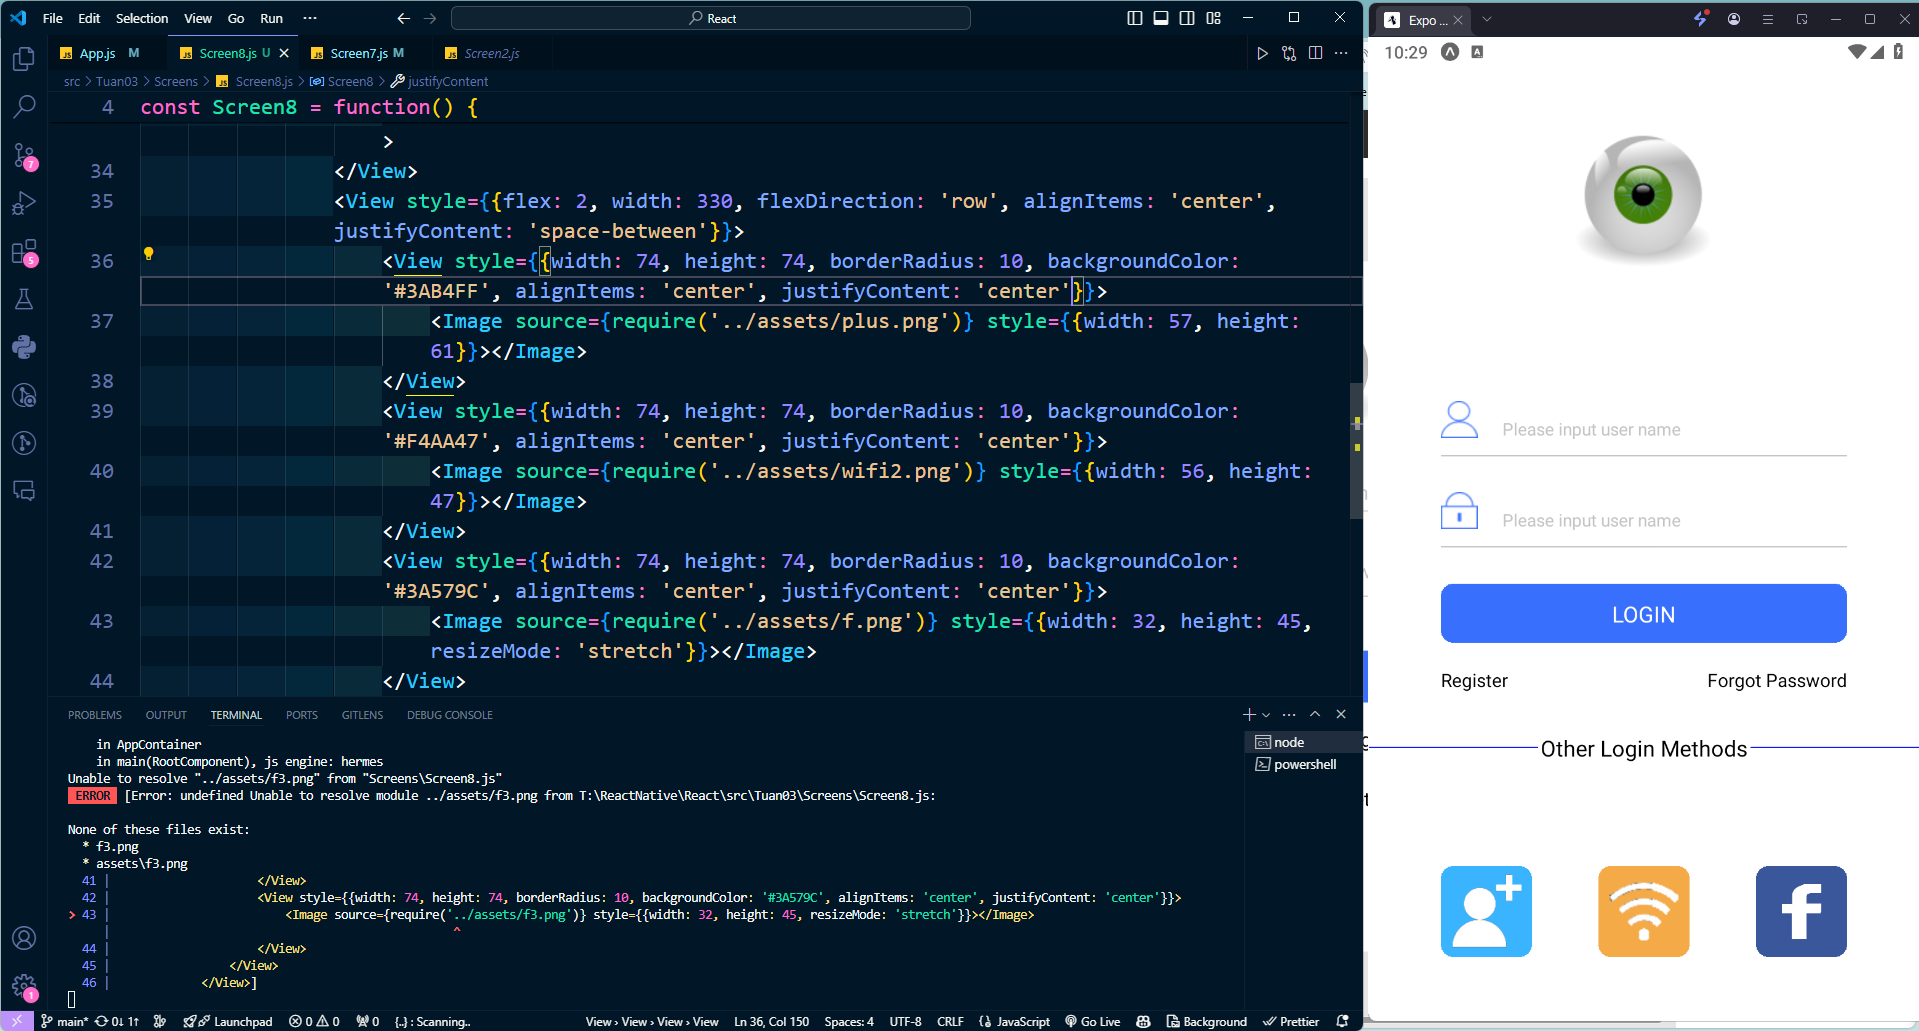 File Edit Selection View Go Run ··· React
App.js M Screen8.js U Screen7.js M Screen2.js
src > Tuan03 > Screens > Screen8.js > Screen8 > justifyContent
4 const Screen8 = function() {
>
34 </View>
35 <View style={{flex: 2, width: 330, flexDirection: 'row', alignItems: 'center',
justifyContent: 'space-between'}}>
36 <View style={{width: 74, height: 74, borderRadius: 10, backgroundColor:
'#3AB4FF', alignItems: 'center', justifyContent: 'center'}}>
37 <Image source={require('../assets/plus.png')} style={{width: 57, height:
61}}></Image>
38 </View>
39 <View style={{width: 74, height: 74, borderRadius: 10, backgroundColor:
'#F4AA47', alignItems: 'center', justifyContent: 'center'}}>
40 <Image source={require('../assets/wifi2.png')} style={{width: 56, height:
47}}></Image>
41 </View>
42 <View style={{width: 74, height: 74, borderRadius: 10, backgroundColor:
'#3A579C', alignItems: 'center', justifyContent: 'center'}}>
43 <Image source={require('../assets/f.png')} style={{width: 32, height: 45,
resizeMode: 'stretch'}}></Image>
44 </View>
7
5
1
PROBLEMS OUTPUT TERMINAL PORTS GITLENS DEBUG CONSOLE
node
powershell
in AppContainer
in main(RootComponent), js engine: hermes
Unable to resolve "../assets/f3.png" from "Screens\Screen8.js"
ERROR [Error: undefined Unable to resolve module ../assets/f3.png from T:\ReactNative\React\src\Tuan03\Screens\Screen8.js:
None of these files exist:
* f3.png
* assets\f3.png
41 | </View>
42 | <View style={{width: 74, height: 74, borderRadius: 10, backgroundColor: '#3A579C', alignItems: 'center', justifyContent: 'center'}}>
> 43 | <Image source={require('../assets/f3.png')} style={{width: 32, height: 45, resizeMode: 'stretch'}}></Image>
| ^
44 | </View>
45 | </View>
46 | </View>]
main* 0↓ 1↑ Launchpad 0 0 0 {..} : Scanning.. View > View > View > View Ln 36, Col 150 Spaces: 4 UTF-8 CRLF JavaScript Go Live Background Prettier
Expo ...
10:29
Please input user name
Please input user name
LOGIN
Register Forgot Password
Other Login Methods